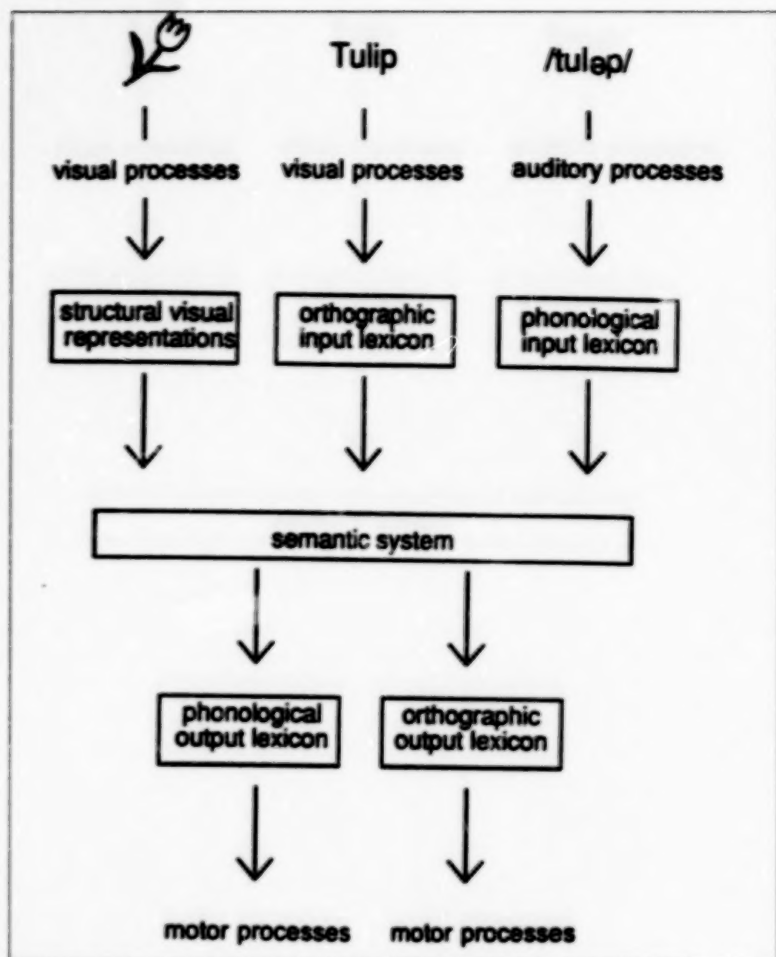 Tulip /tuləp/
visual processes visual processes auditory processes
structural visual representations
orthographic input lexicon
phonological input lexicon
semantic system
phonological output lexicon
orthographic output lexicon
motor processes motor processes